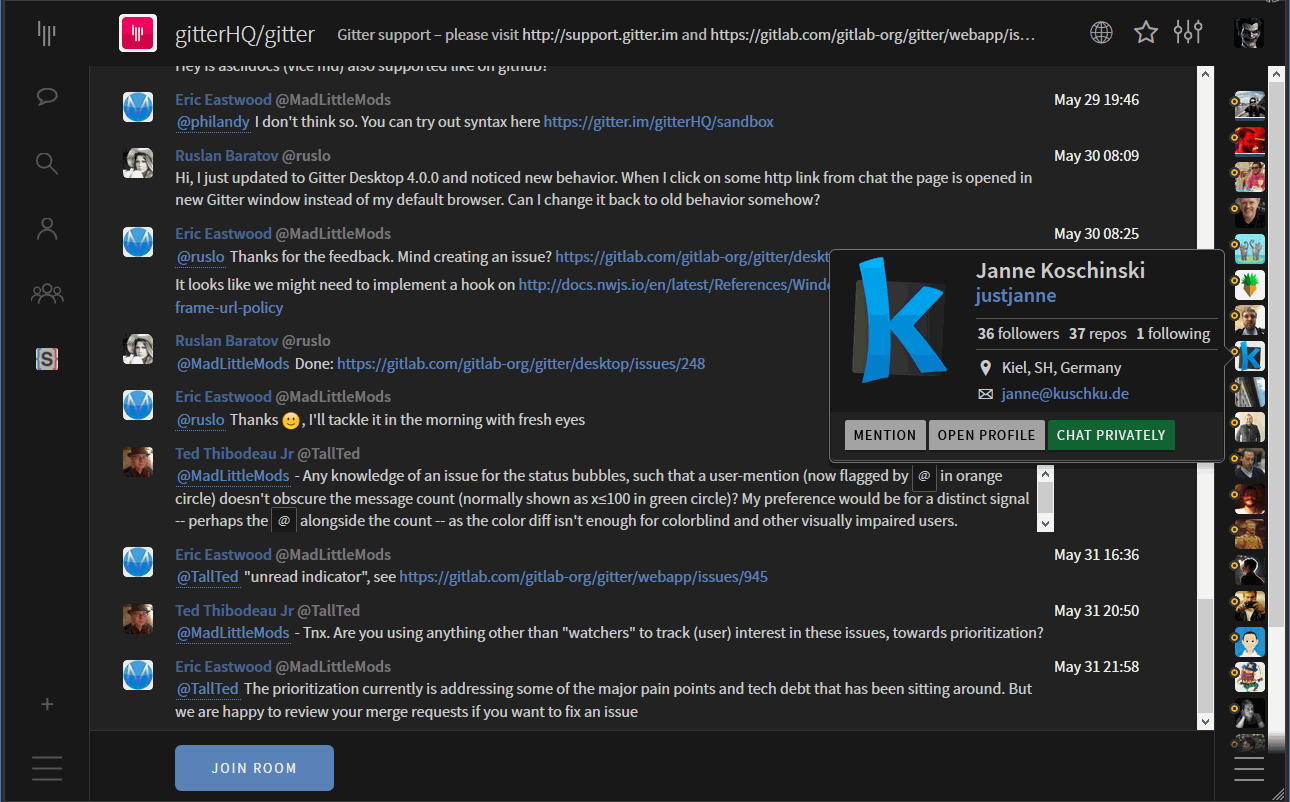 gitterHQ/gitter
Gitter support – please visit http://support.gitter.im and https://gitlab.com/gitlab-org/gitter/webapp/is…
Hey is asciidocs (vice md) also supported like on github?
Eric Eastwood @MadLittleMods May 29 19:46
@philandy I don't think so. You can try out syntax here https://gitter.im/gitterHQ/sandbox
Ruslan Baratov @ruslo May 30 08:09
Hi, I just updated to Gitter Desktop 4.0.0 and noticed new behavior. When I click on some http link from chat the page is opened in
new Gitter window instead of my default browser. Can I change it back to old behavior somehow?
Eric Eastwood @MadLittleMods May 30 08:25
@ruslo Thanks for the feedback. Mind creating an issue? https://gitlab.com/gitlab-org/gitter/deskt
It looks like we might need to implement a hook on http://docs.nwjs.io/en/latest/References/Windo
frame-url-policy
Ruslan Baratov @ruslo
@MadLittleMods Done: https://gitlab.com/gitlab-org/gitter/desktop/issues/248
Eric Eastwood @MadLittleMods
@ruslo Thanks 🙂, I'll tackle it in the morning with fresh eyes
Ted Thibodeau Jr @TallTed
@MadLittleMods - Any knowledge of an issue for the status bubbles, such that a user-mention (now flagged by @ in orange
circle) doesn't obscure the message count (normally shown as x≤100 in green circle)? My preference would be for a distinct signal
-- perhaps the @ alongside the count -- as the color diff isn't enough for colorblind and other visually impaired users.
Eric Eastwood @MadLittleMods May 31 16:36
@TallTed "unread indicator", see https://gitlab.com/gitlab-org/gitter/webapp/issues/945
Ted Thibodeau Jr @TallTed May 31 20:50
@MadLittleMods - Tnx. Are you using anything other than "watchers" to track (user) interest in these issues, towards prioritization?
Eric Eastwood @MadLittleMods May 31 21:58
@TallTed The prioritization currently is addressing some of the major pain points and tech debt that has been sitting around. But
we are happy to review your merge requests if you want to fix an issue
JOIN ROOM
S
k
Janne Koschinski
justjanne
36 followers 37 repos 1 following
Kiel, SH, Germany
janne@kuschku.de
MENTION
OPEN PROFILE
CHAT PRIVATELY
k